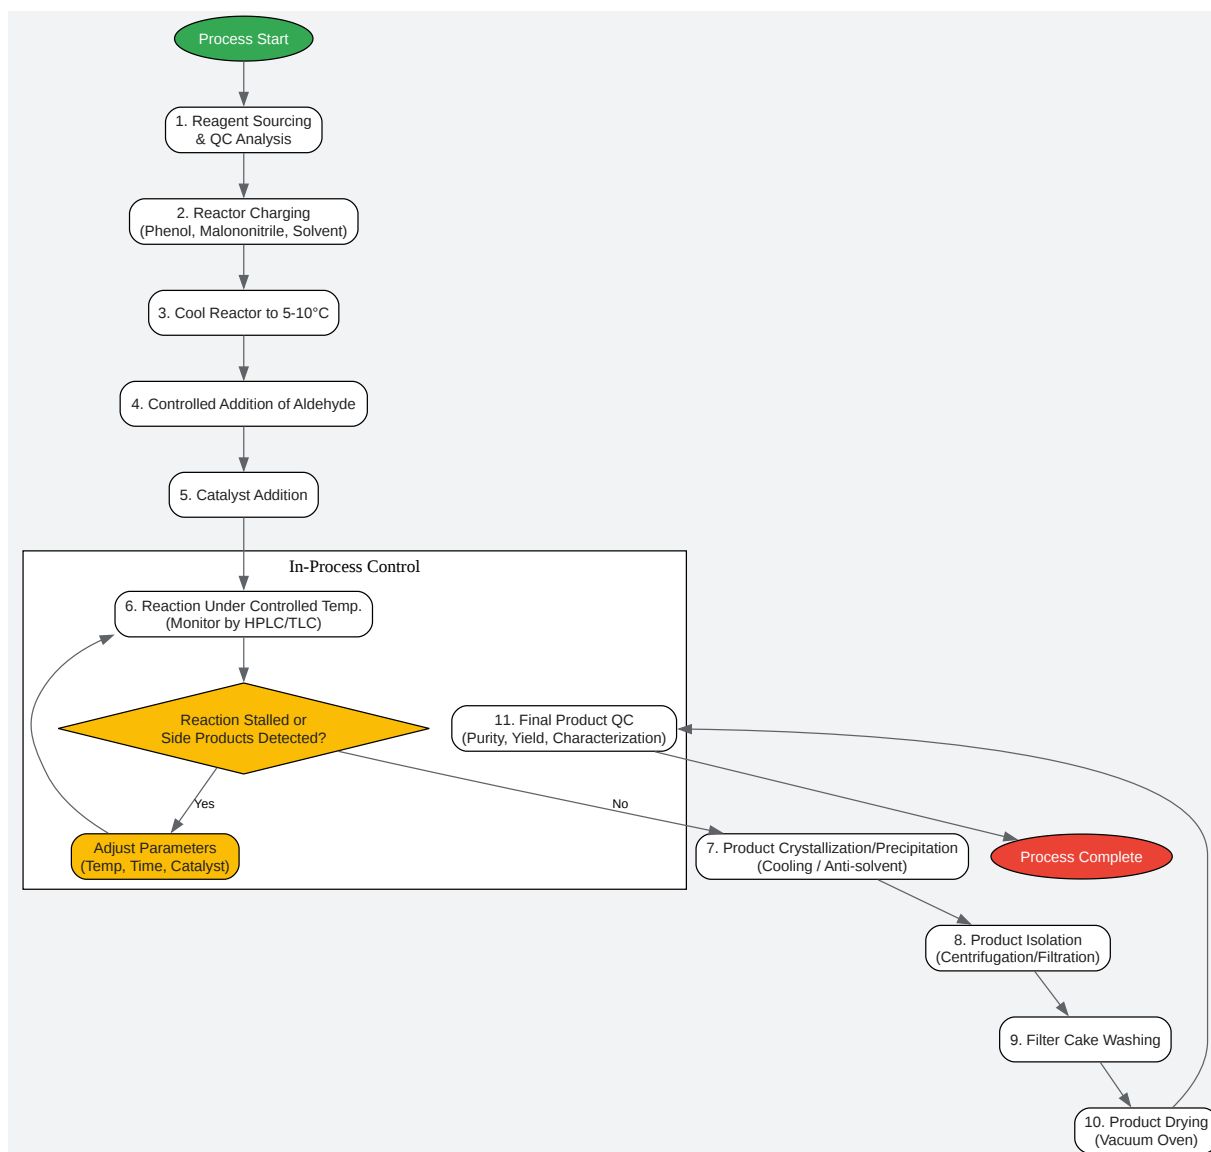 Process Start
1. Reagent Sourcing
& QC Analysis
2. Reactor Charging
(Phenol, Malononitrile, Solvent)
3. Cool Reactor to 5-10°C
4. Controlled Addition of Aldehyde
5. Catalyst Addition
In-Process Control
6. Reaction Under Controlled Temp.
(Monitor by HPLC/TLC)
Reaction Stalled or
Side Products Detected?
11. Final Product QC
(Purity, Yield, Characterization)
Yes
No
Adjust Parameters
(Temp, Time, Catalyst)
7. Product Crystallization/Precipitation
(Cooling / Anti-solvent)
Process Complete
8. Product Isolation
(Centrifugation/Filtration)
9. Filter Cake Washing
10. Product Drying
(Vacuum Oven)